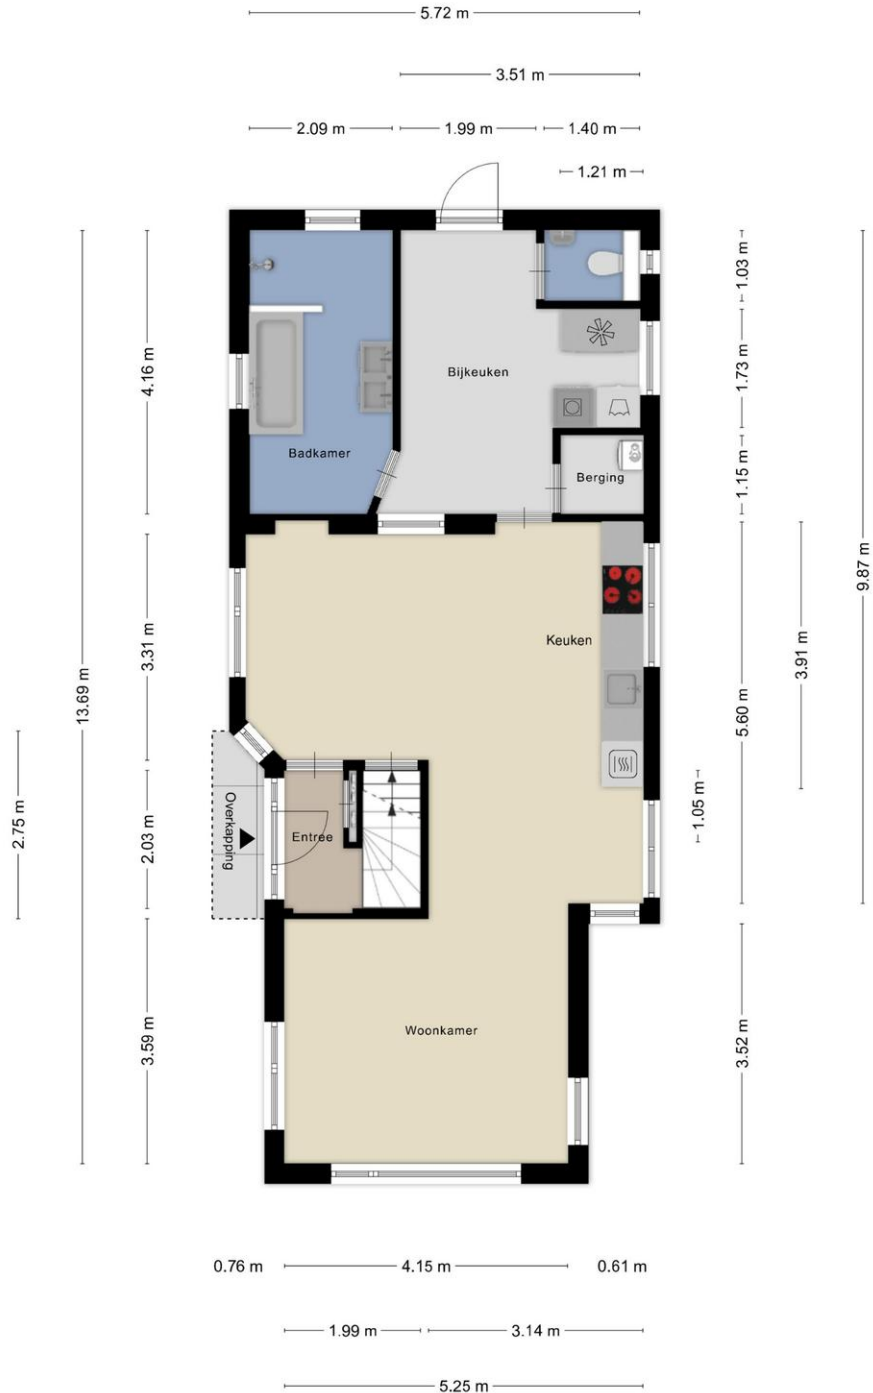 5.72 m
3.51 m
2.09 m
1.99 m
1.40 m
1.21 m
1.03 m
4.16 m
1.73 m
Bijkeuken
Badkamer
1.15 m
Berging
9.87 m
3.31 m
Keuken
3.91 m
13.69 m
5.60 m
2.75 m
2.03 m
Overkapping
Entree
1.05 m
3.59 m
Woonkamer
3.52 m
0.76 m
4.15 m
0.61 m
1.99 m
3.14 m
5.25 m